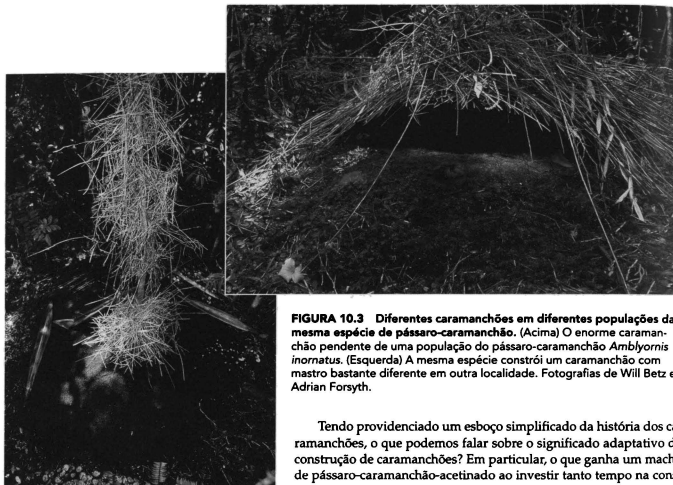 FIGURA 10.3 Diferentes caramanchões em diferentes populações da
mesma espécie de pássaro-caramanchão. (Acima) O enorme caraman-
chão pendente de uma população do pássaro-caramanchão Amblyornis
inornatus. (Esquerda) A mesma espécie constrói um caramanchão com
mastro bastante diferente em outra localidade. Fotografias de Will Betz e
Adrian Forsyth.
Tendo providenciado um esboço simplificado da história dos ca
ramanchões, o que podemos falar sobre o significado adaptativo d
construção de caramanchões? Em particular, o que ganha um mach
de pássaro-caramanchão-acetinado ao investir tanto tempo na cons